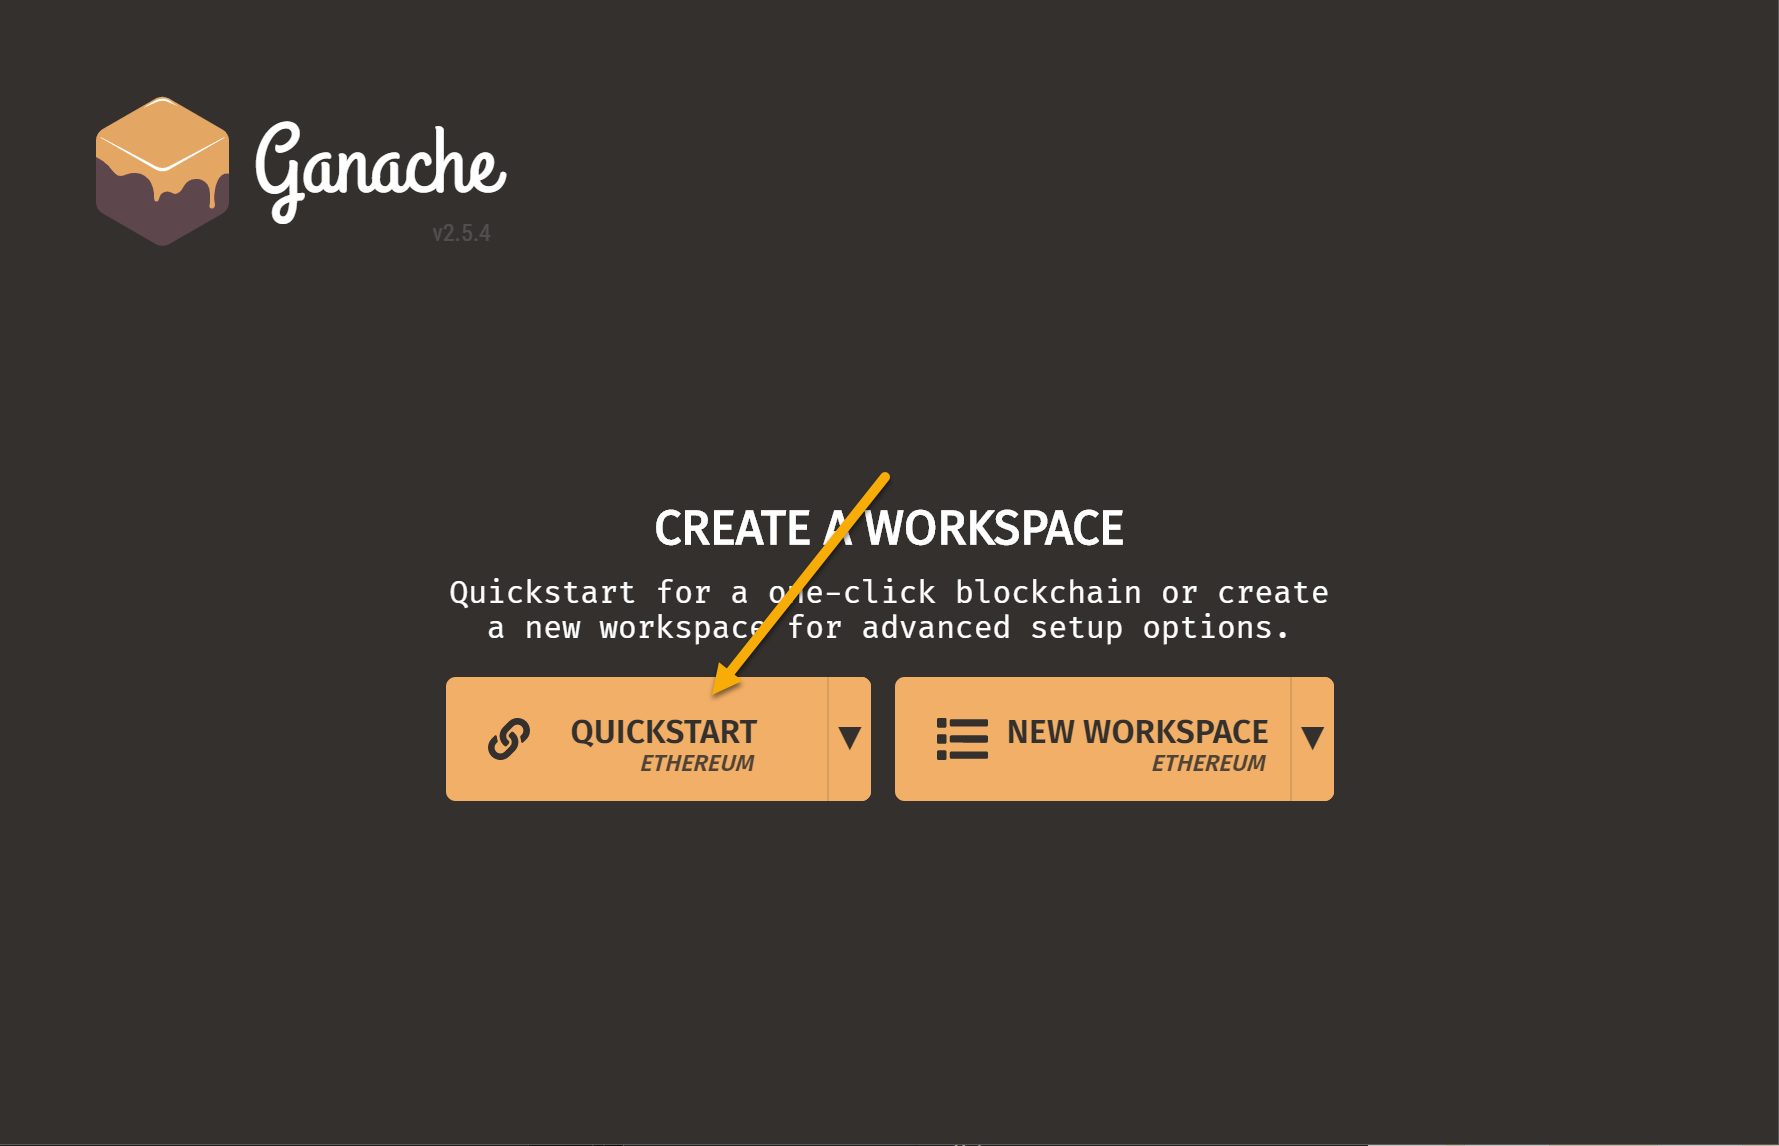 Ganache
v2.5.4
CREATE A WORKSPACE
Quickstart for a one-click blockchain or create
a new workspace for advanced setup options.
QUICKSTART
ETHEREUM
NEW WORKSPACE
ETHEREUM